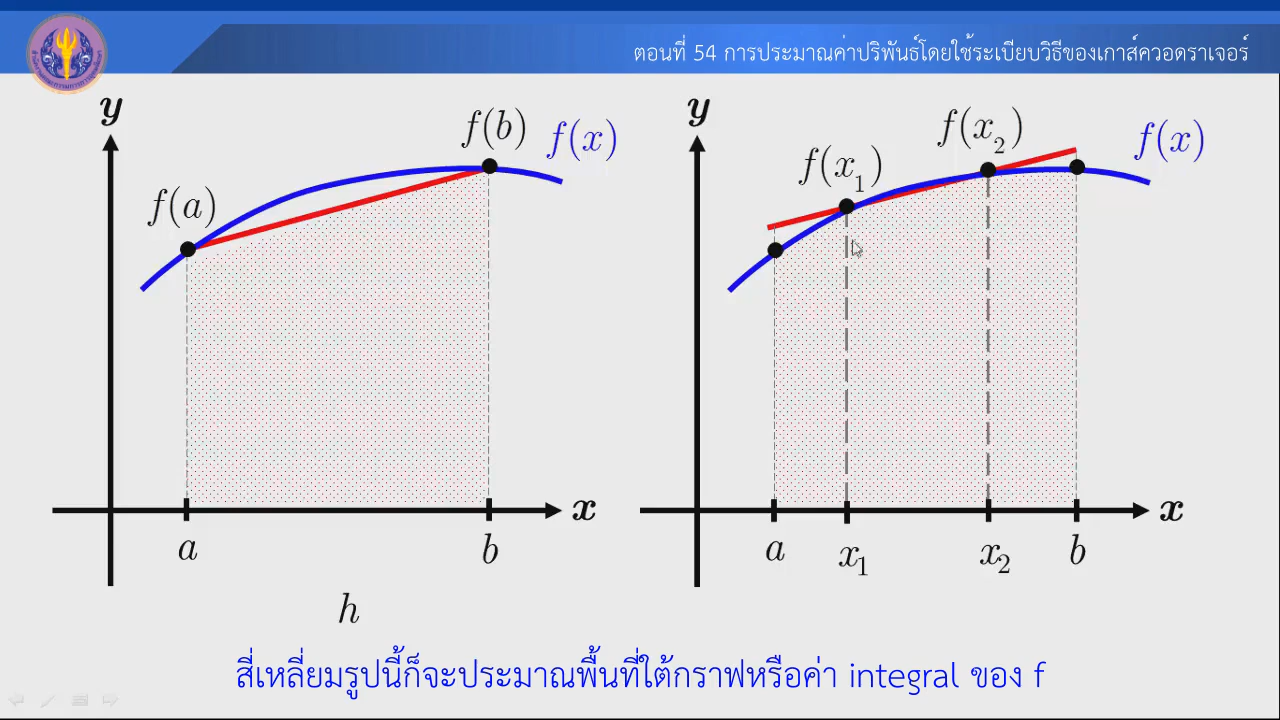 ตอนที่ 54 การประมาณค่าปริพันธ์โดยใช้ระเบียบวิธีของเกาส์ควอดราเจอร์
y
f(b)
f(x)
f(a)
x
a
b
h
y
f(x₂)
f(x)
f(x₁)
x
a
x₁
x₂
b
สี่เหลี่ยมรูปนี้ก็จะประมาณพื้นที่ใต้กราฟหรือค่า integral ของ f